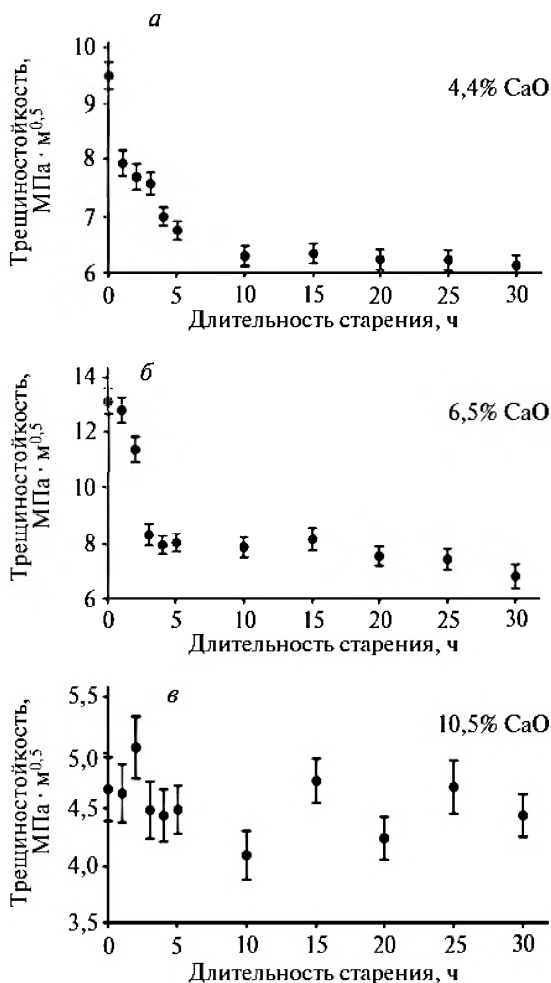 а
Трещиностойкость,
МПа · м^0,5
10
9
8
7
6
4,4% CaO
0 5 10 15 20 25 30
Длительность старения, ч
б
Трещиностойкость,
МПа · м^0,5
14
12
10
8
6
6,5% CaO
0 5 10 15 20 25 30
Длительность старения, ч
в
Трещиностойкость,
МПа · м^0,5
5,5
5,0
4,5
4,0
3,5
10,5% CaO
0 5 10 15 20 25 30
Длительность старения, ч